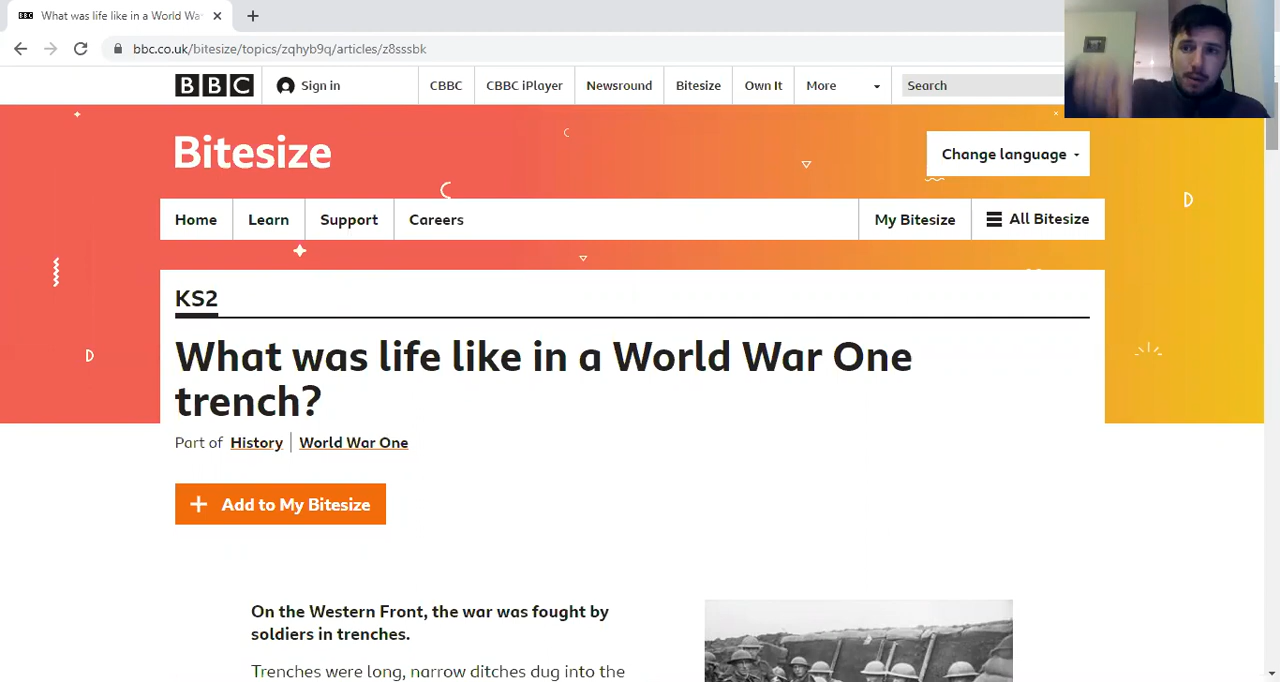 BBC What was life like in a World Wa
bbc.co.uk/bitesize/topics/zqhyb9q/articles/z8sssbk
BBC Sign in CBBC CBBC iPlayer Newsround Bitesize Own It More Search
Bitesize
Change language
Home Learn Support Careers My Bitesize All Bitesize
KS2
What was life like in a World War One
trench?
Part of History World War One
+ Add to My Bitesize
On the Western Front, the war was fought by
soldiers in trenches.
Trenches were long, narrow ditches dug into the